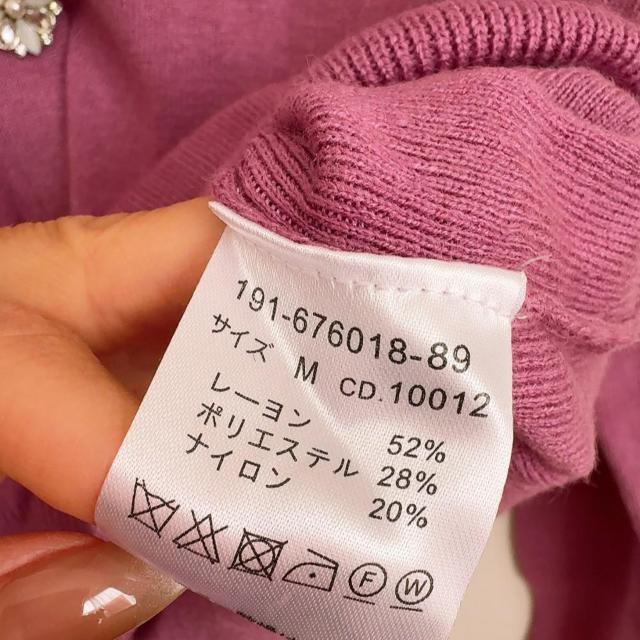 191-676018-89
サイズ M CD.10012
レーヨン 52%
ポリエステル 28%
ナイロン 20%
F W